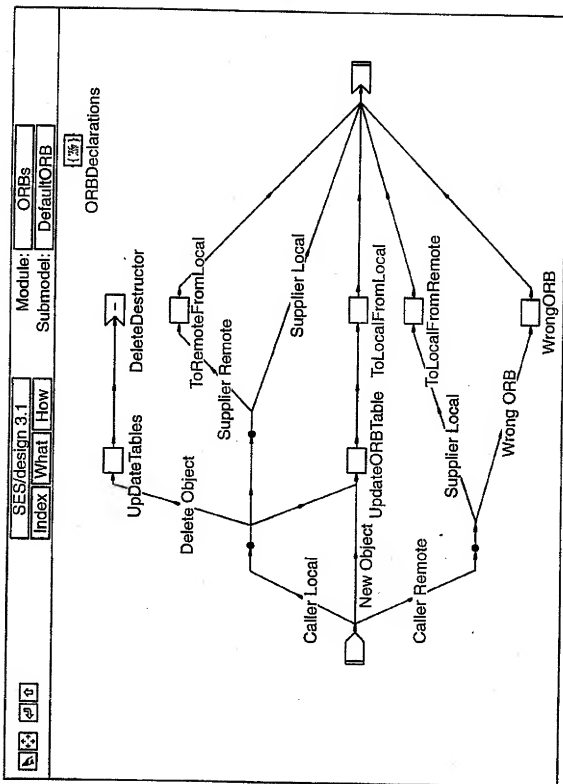 SES/design 3.1
Index What How
Module: ORBs
Submodel: DefaultORB
ORBDeclarations
UpDateTables
DeleteDestructor
Delete Object
ToRemoteFromLocal
Supplier Remote
Caller Local
Supplier Local
New Object
UpdateORBTable
ToLocalFromLocal
Caller Remote
Supplier Local
ToLocalFromRemote
Wrong ORB
WrongORB